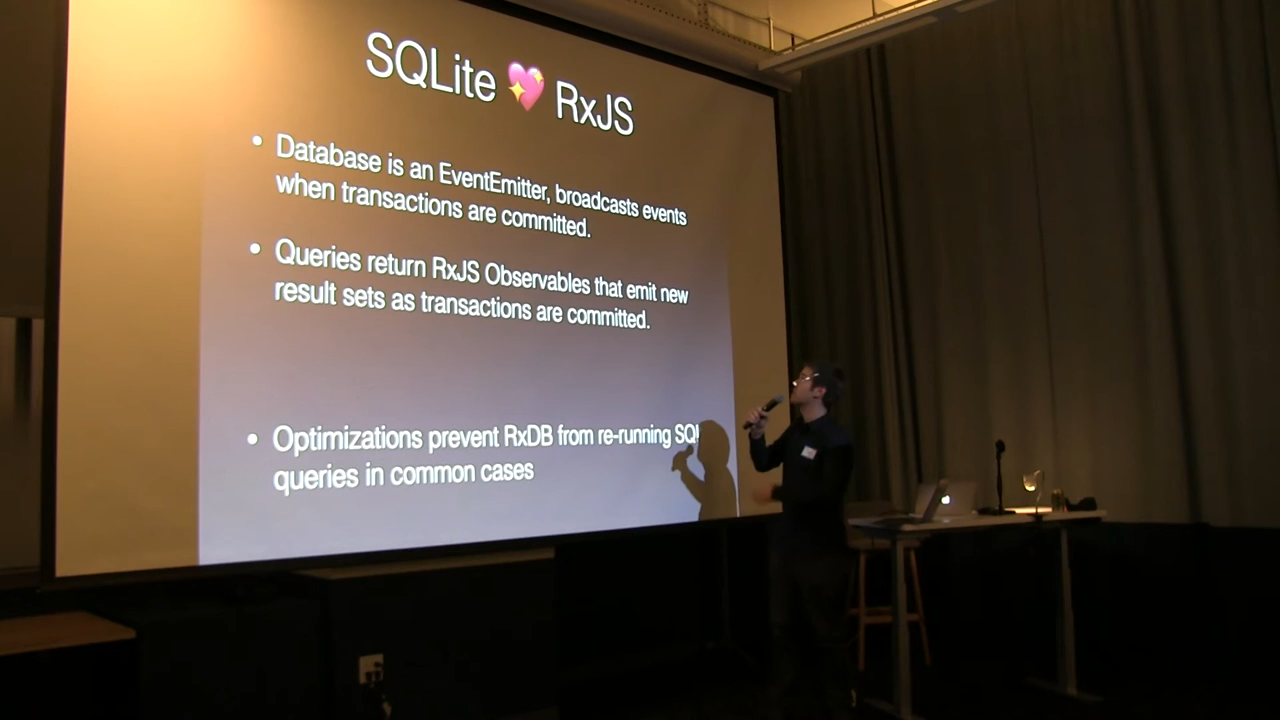 SQLite 💖 RxJS
• Database is an EventEmitter, broadcasts events
when transactions are committed.
• Queries return RxJS Observables that emit new
result sets as transactions are committed.
• Optimizations prevent RxDB from re-running
queries in common cases